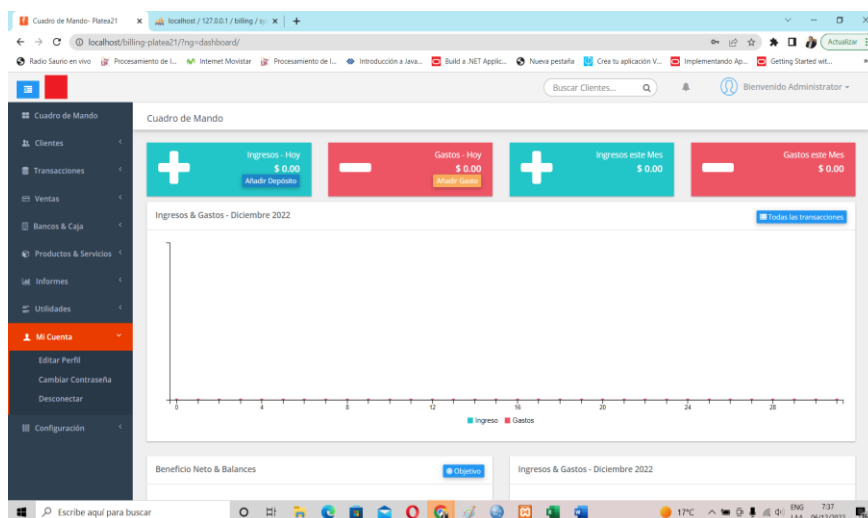 Cuadro de Mando- Platea21
localhost / 127.0.0.1 / billing /
localhost/billing-platea21/?ng=dashboard/
Actualizar
Radio Saurio en vivo
Procesamiento de I...
Internet Movistar
Procesamiento de I...
Introducción a Java...
Build a .NET Applic...
Nueva pestaña
Crea tu aplicación V...
Implementando Ap...
Getting Started wit...
Buscar Clientes...
Bienvenido Administrator
Cuadro de Mando
Clientes
Transacciones
Ventas
Bancos & Caja
Productos & Servicios
Informes
Utilidades
Mi Cuenta
Editar Perfil
Cambiar Contraseña
Desconectar
Configuración
Cuadro de Mando
Ingresos - Hoy
$ 0.00
Añadir Depósito
Gastos - Hoy
$ 0.00
Añadir Gasto
Ingresos este Mes
$ 0.00
Gastos este Mes
$ 0.00
Ingresos & Gastos - Diciembre 2022
Todas las transacciones
0 4 8 12 16 20 24 28
Ingreso Gastos
Beneficio Neto & Balances
Objetivo
Ingresos & Gastos - Diciembre 2022
Escribe aquí para buscar
17°C
ENG
7:37
06/12/2022